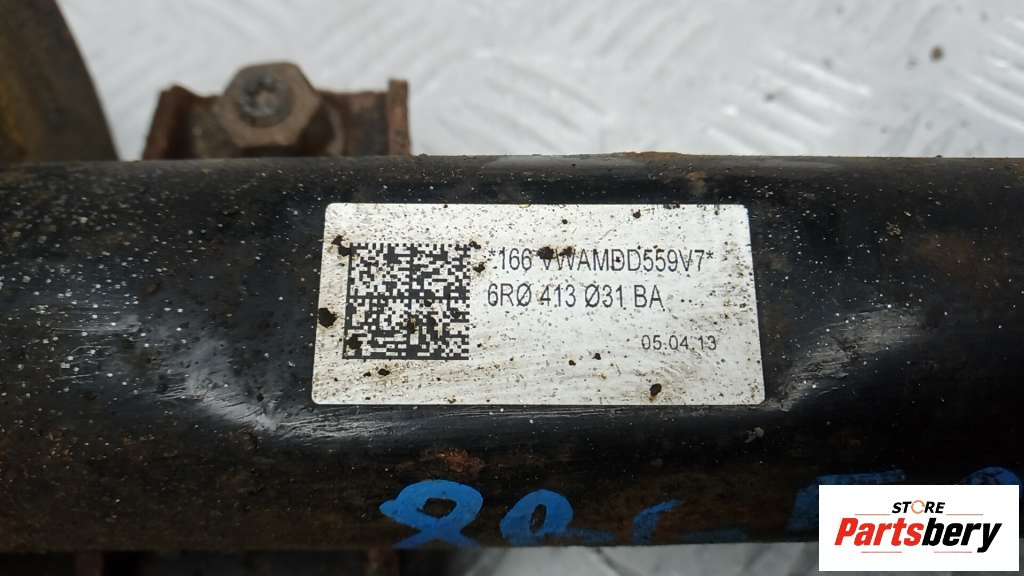 *166 VWAMDD559V7*
6RØ 413 Ø31 BA
05.04.13
STORE
Partsbery